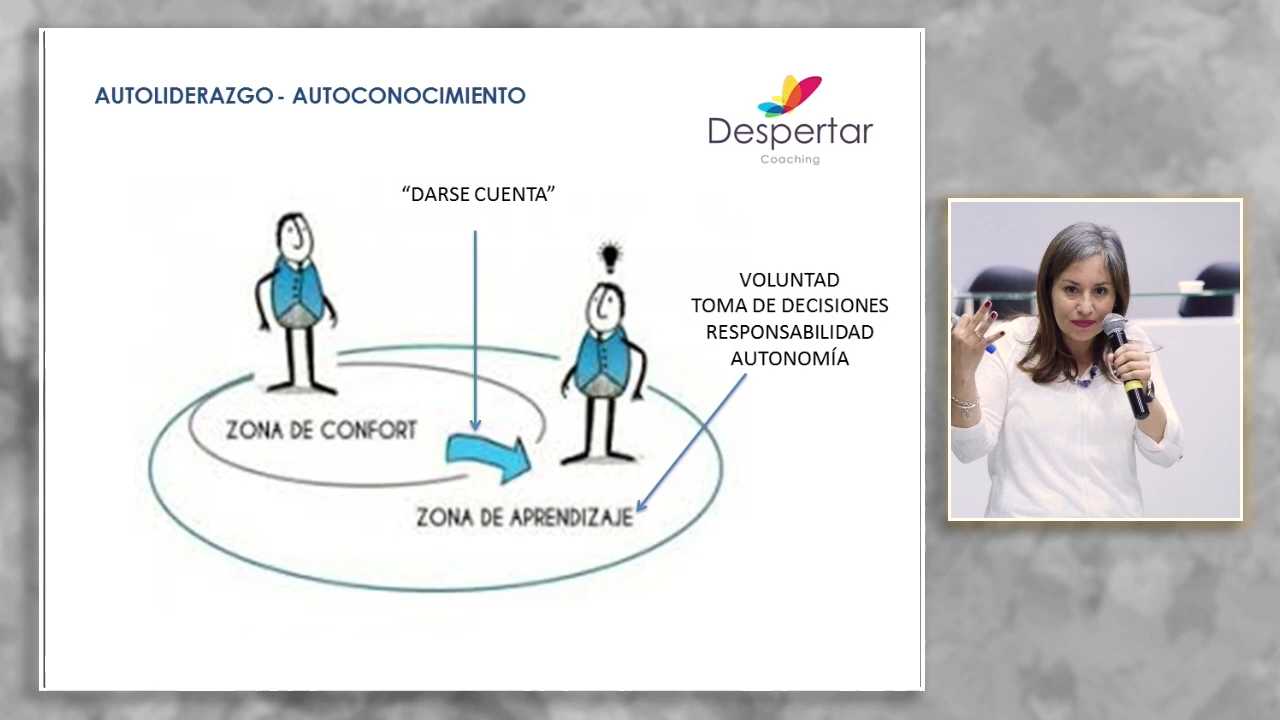 AUTOLIDERAZGO - AUTOCONOCIMIENTO
Despertar
Coaching
“DARSE CUENTA”
VOLUNTAD
TOMA DE DECISIONES
RESPONSABILIDAD
AUTONOMÍA
ZONA DE CONFORT
ZONA DE APRENDIZAJE